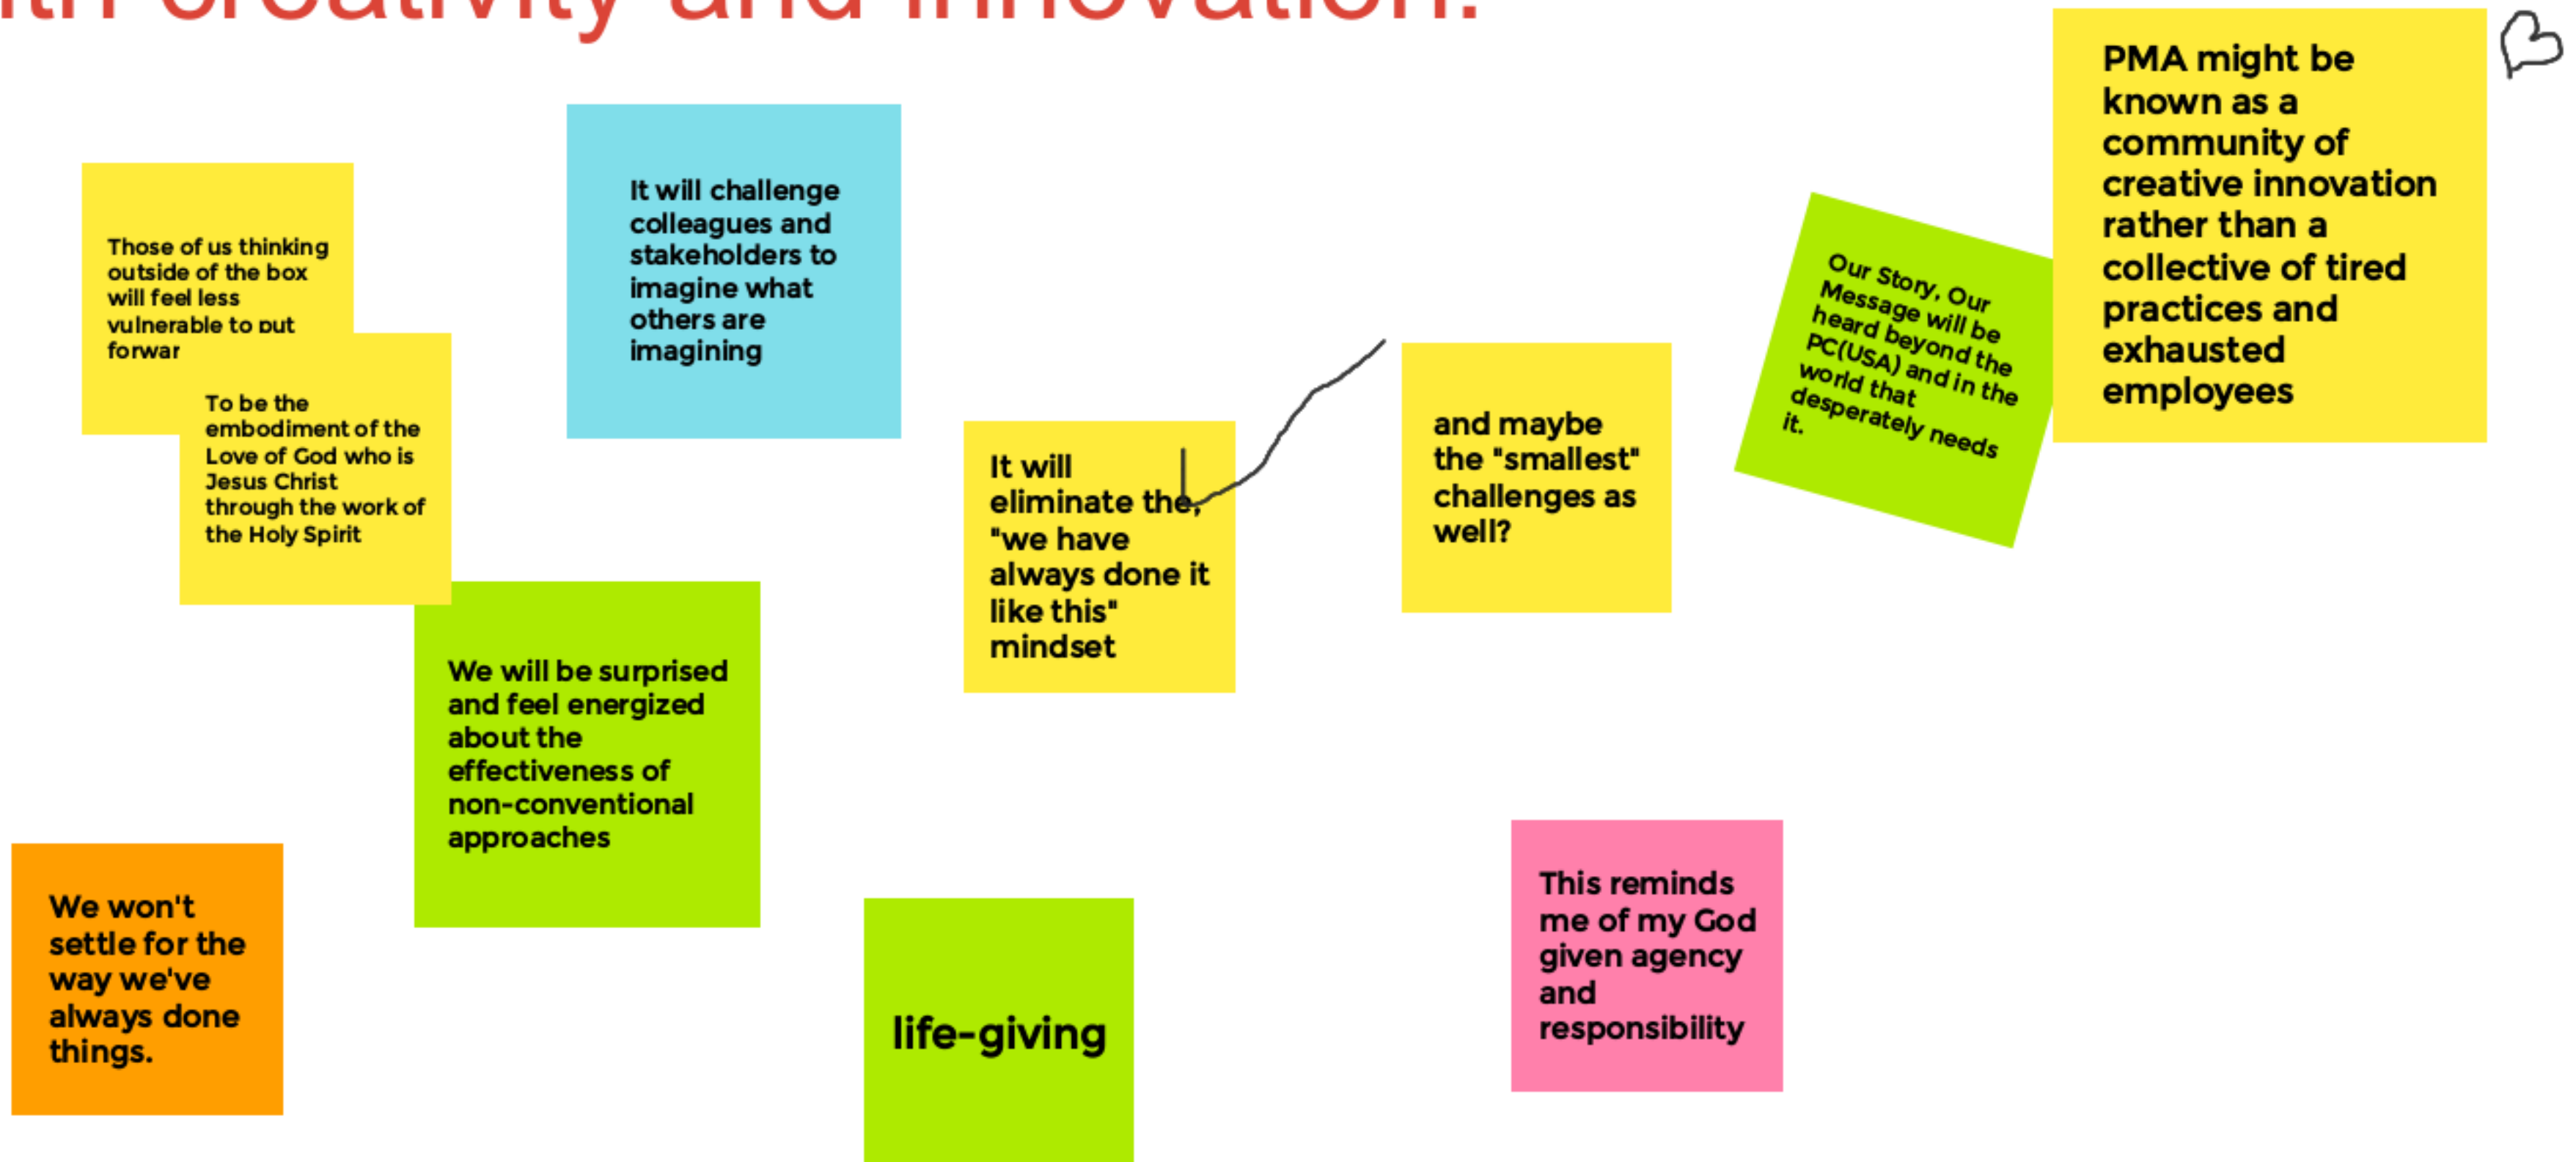 with creativity and innovation.
Those of us thinking
outside of the box
will feel less
vulnerable to put
forwar
To be the
embodiment of the
Love of God who is
Jesus Christ
through the work of
the Holy Spirit
It will challenge
colleagues and
stakeholders to
imagine what
others are
imagining
We will be surprised
and feel energized
about the
effectiveness of
non-conventional
approaches
We won't
settle for the
way we've
always done
things.
life-giving
It will
eliminate the,
"we have
always done it
like this"
mindset
and maybe
the "smallest"
challenges as
well?
This reminds
me of my God
given agency
and
responsibility
Our Story, Our
Message will be
heard beyond the
PC(USA) and in the
world that
desperately needs
it.
PMA might be
known as a
community of
creative innovation
rather than a
collective of tired
practices and
exhausted
employees